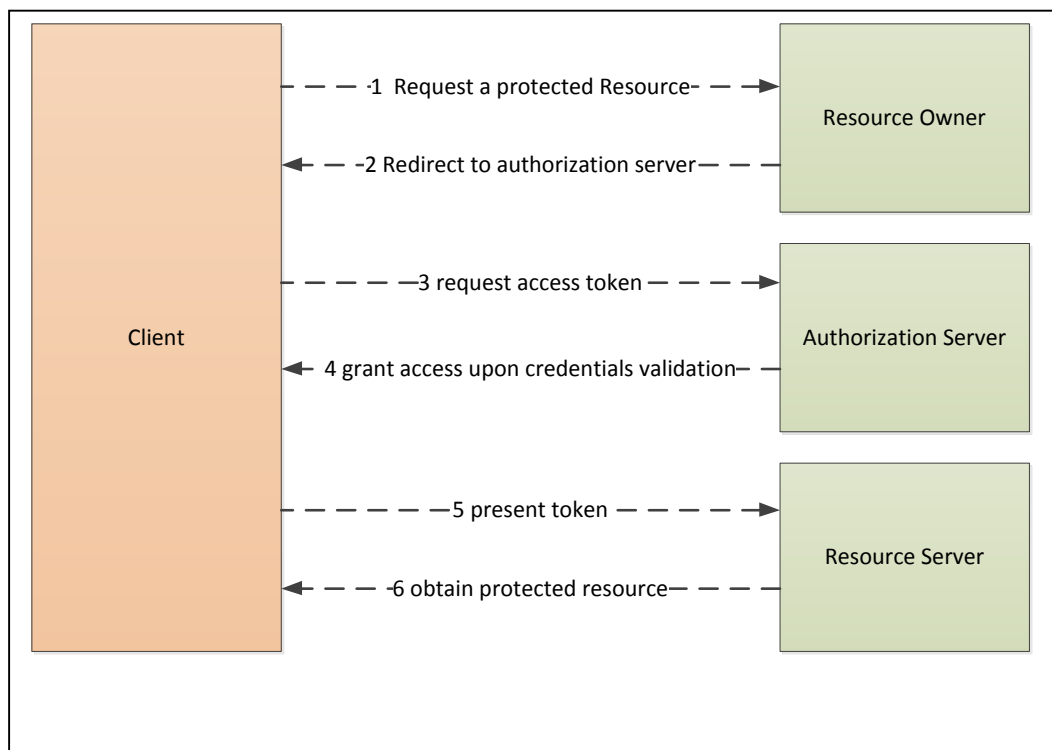 1  Request a protected Resource
Resource Owner
2 Redirect to authorization server
3 request access token
Client
Authorization Server
4 grant access upon credentials validation
5 present token
Resource Server
6 obtain protected resource